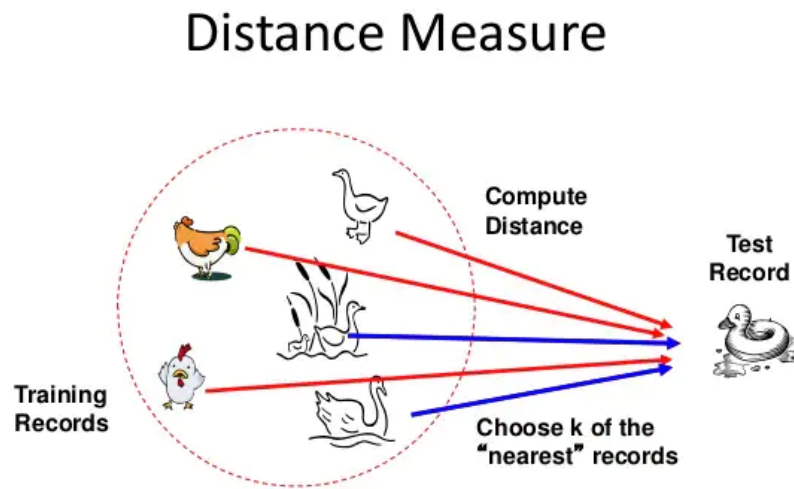 Distance Measure
Compute
Distance
Test
Record
Training
Records
Choose k of the
“nearest” records